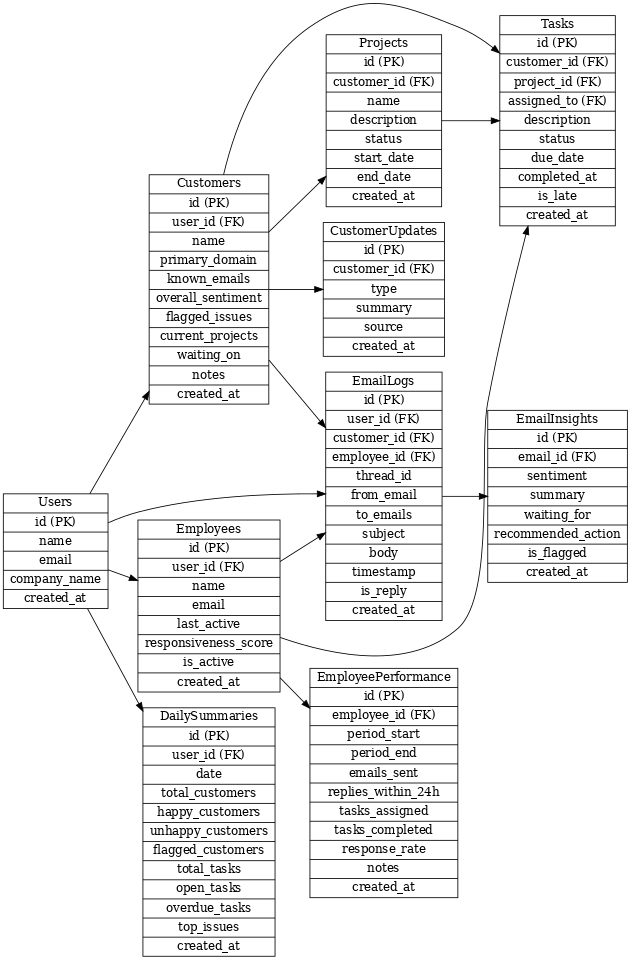 Users
id (PK)
name
email
company_name
created_at
Customers
id (PK)
user_id (FK)
name
primary_domain
known_emails
overall_sentiment
flagged_issues
current_projects
waiting_on
notes
created_at
Employees
id (PK)
user_id (FK)
name
email
last_active
responsiveness_score
is_active
created_at
DailySummaries
id (PK)
user_id (FK)
date
total_customers
happy_customers
unhappy_customers
flagged_customers
total_tasks
open_tasks
overdue_tasks
top_issues
created_at
Projects
id (PK)
customer_id (FK)
name
description
status
start_date
end_date
created_at
CustomerUpdates
id (PK)
customer_id (FK)
type
summary
source
created_at
EmailLogs
id (PK)
user_id (FK)
customer_id (FK)
employee_id (FK)
thread_id
from_email
to_emails
subject
body
timestamp
is_reply
created_at
EmployeePerformance
id (PK)
employee_id (FK)
period_start
period_end
emails_sent
replies_within_24h
tasks_assigned
tasks_completed
response_rate
notes
created_at
Tasks
id (PK)
customer_id (FK)
project_id (FK)
assigned_to (FK)
description
status
due_date
completed_at
is_late
created_at
EmailInsights
id (PK)
email_id (FK)
sentiment
summary
waiting_for
recommended_action
is_flagged
created_at